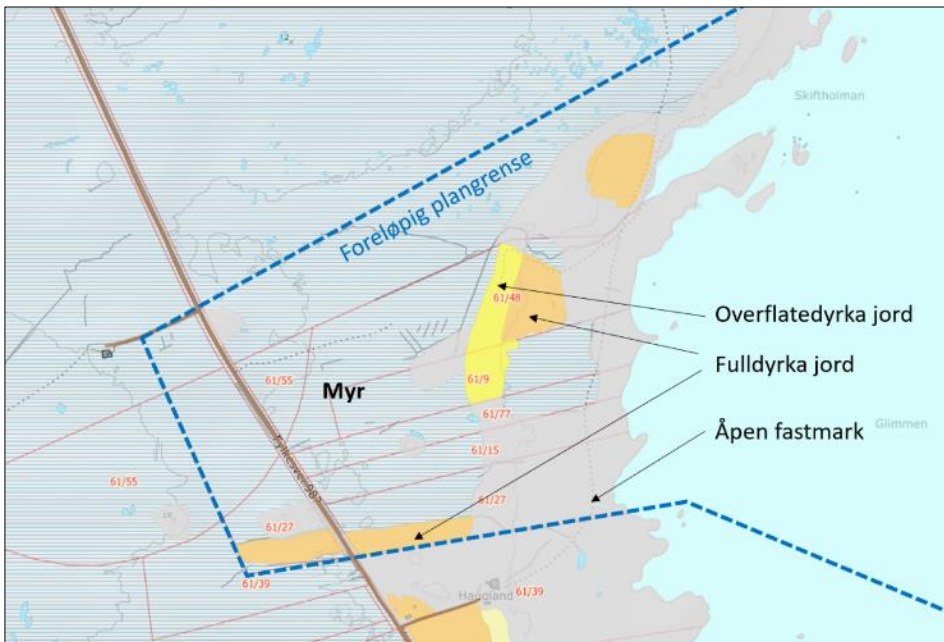 Skiftholman
Foreløpig plangrense
61/48
Overflatedyrka jord
Fulldyrka jord
61/9
61/55
Myr
61/77
Åpen fastmark
Glimmen
61/15
61/55
61/27
61/27
61/39
Haugland
61/39